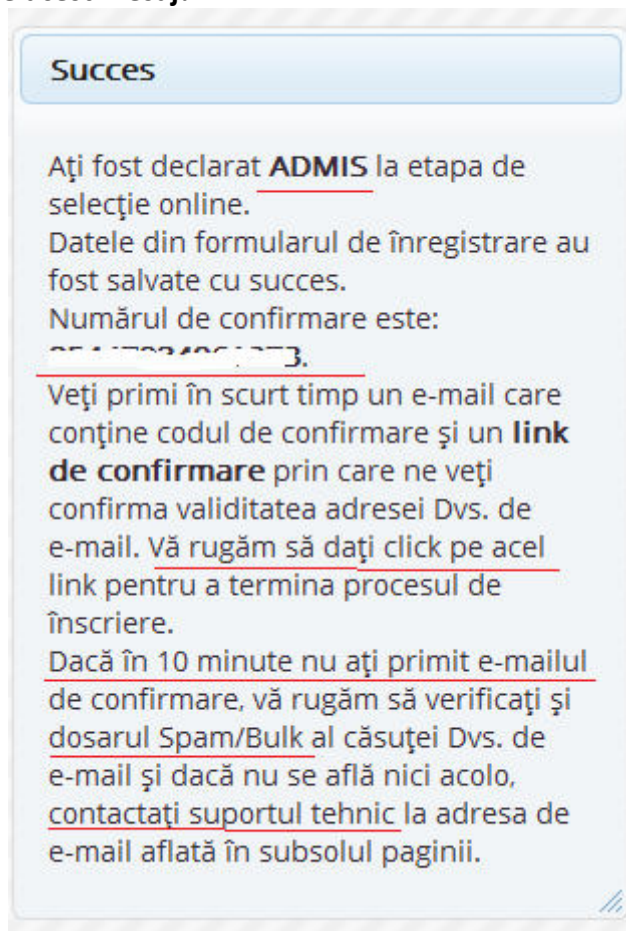 Succes
Aţi fost declarat ADMIS la etapa de
selecţie online.
Datele din formularul de înregistrare au
fost salvate cu succes.
Numărul de confirmare este:
Veţi primi în scurt timp un e-mail care
conţine codul de confirmare şi un link
de confirmare prin care ne veţi
confirma validitatea adresei Dvs. de
e-mail. Vă rugăm să daţi click pe acel
link pentru a termina procesul de
înscriere.
Dacă în 10 minute nu aţi primit e-mailul
de confirmare, vă rugăm să verificaţi şi
dosarul Spam/Bulk al căsuţei Dvs. de
e-mail şi dacă nu se află nici acolo,
contactaţi suportul tehnic la adresa de
e-mail aflată în subsolul paginii.